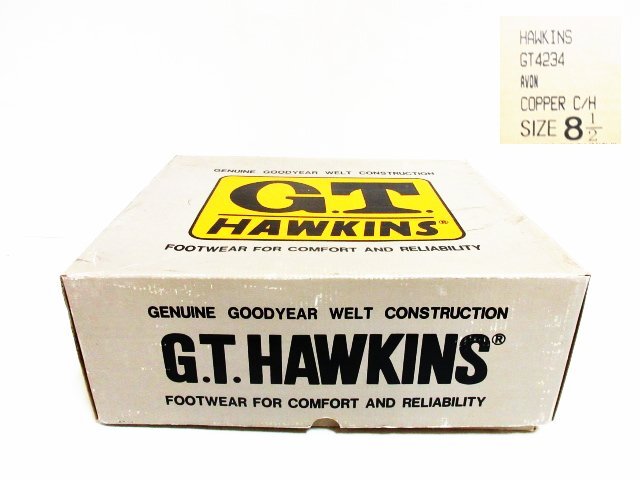 HAWKINS
GT4234
AVON
COPPER C/H
SIZE 8 1/2
GENUINE GOODYEAR WELT CONSTRUCTION
G.T.
HAWKINS®
FOOTWEAR FOR COMFORT AND RELIABILITY
GENUINE GOODYEAR WELT CONSTRUCTION
G.T. HAWKINS®
FOOTWEAR FOR COMFORT AND RELIABILITY